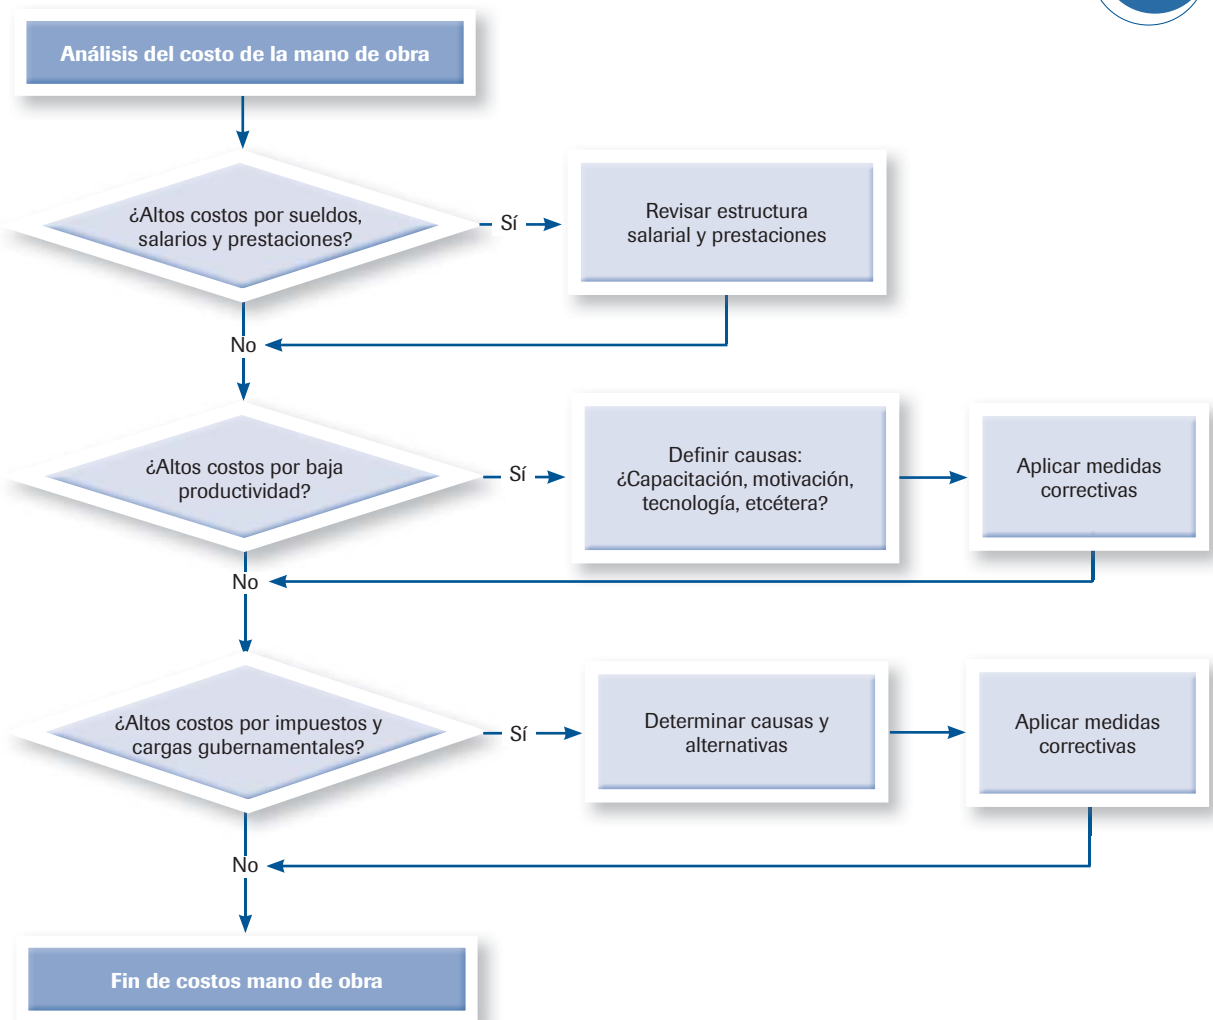 Análisis del costo de la mano de obra
¿Altos costos por sueldos,
salarios y prestaciones?
Sí
Revisar estructura
salarial y prestaciones
No
¿Altos costos por baja
productividad?
Sí
Definir causas:
¿Capacitación, motivación,
tecnología, etcétera?
Aplicar medidas
correctivas
No
¿Altos costos por impuestos y
cargas gubernamentales?
Sí
Determinar causas y
alternativas
Aplicar medidas
correctivas
No
Fin de costos mano de obra